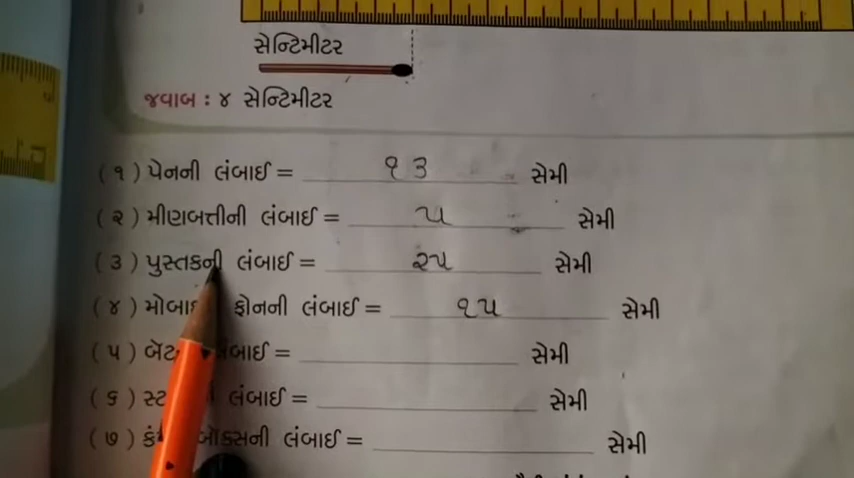 સેન્ટિમીટર
જવાબ : ૪ સેન્ટિમીટર
(૧) પેનની લંબાઈ = ૧૩ સેમી
(૨) મીણબત્તીની લંબાઈ = ૫ સેમી
(૩) પુસ્તકની લંબાઈ = ૨૫ સેમી
(૪) ફોનની લંબાઈ = ૧૫ સેમી
(૫) લંબાઈ = સેમી
(૬) લંબાઈ = સેમી
(૭) લંબાઈ = સેમી